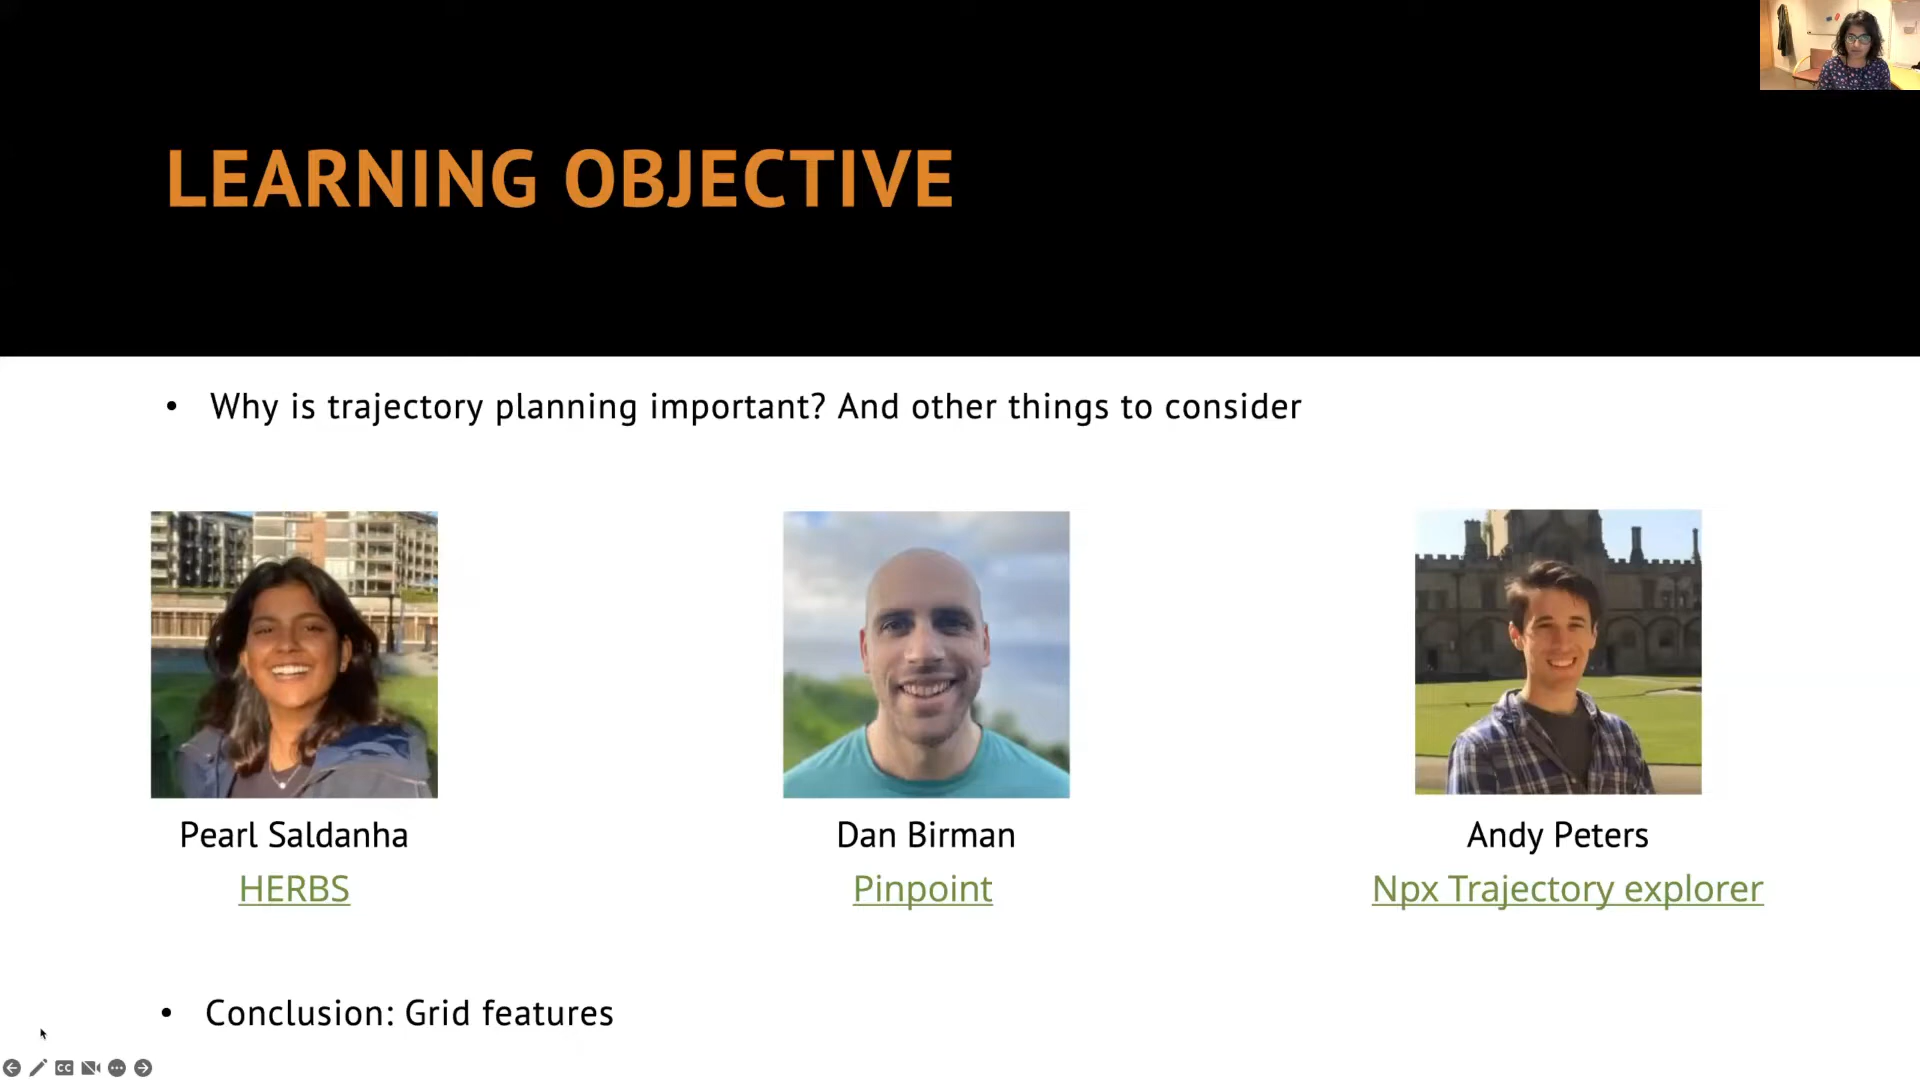 LEARNING OBJECTIVE
• Why is trajectory planning important? And other things to consider
Pearl Saldanha
HERBS
Dan Birman
Pinpoint
Andy Peters
Npx Trajectory explorer
• Conclusion: Grid features
CC